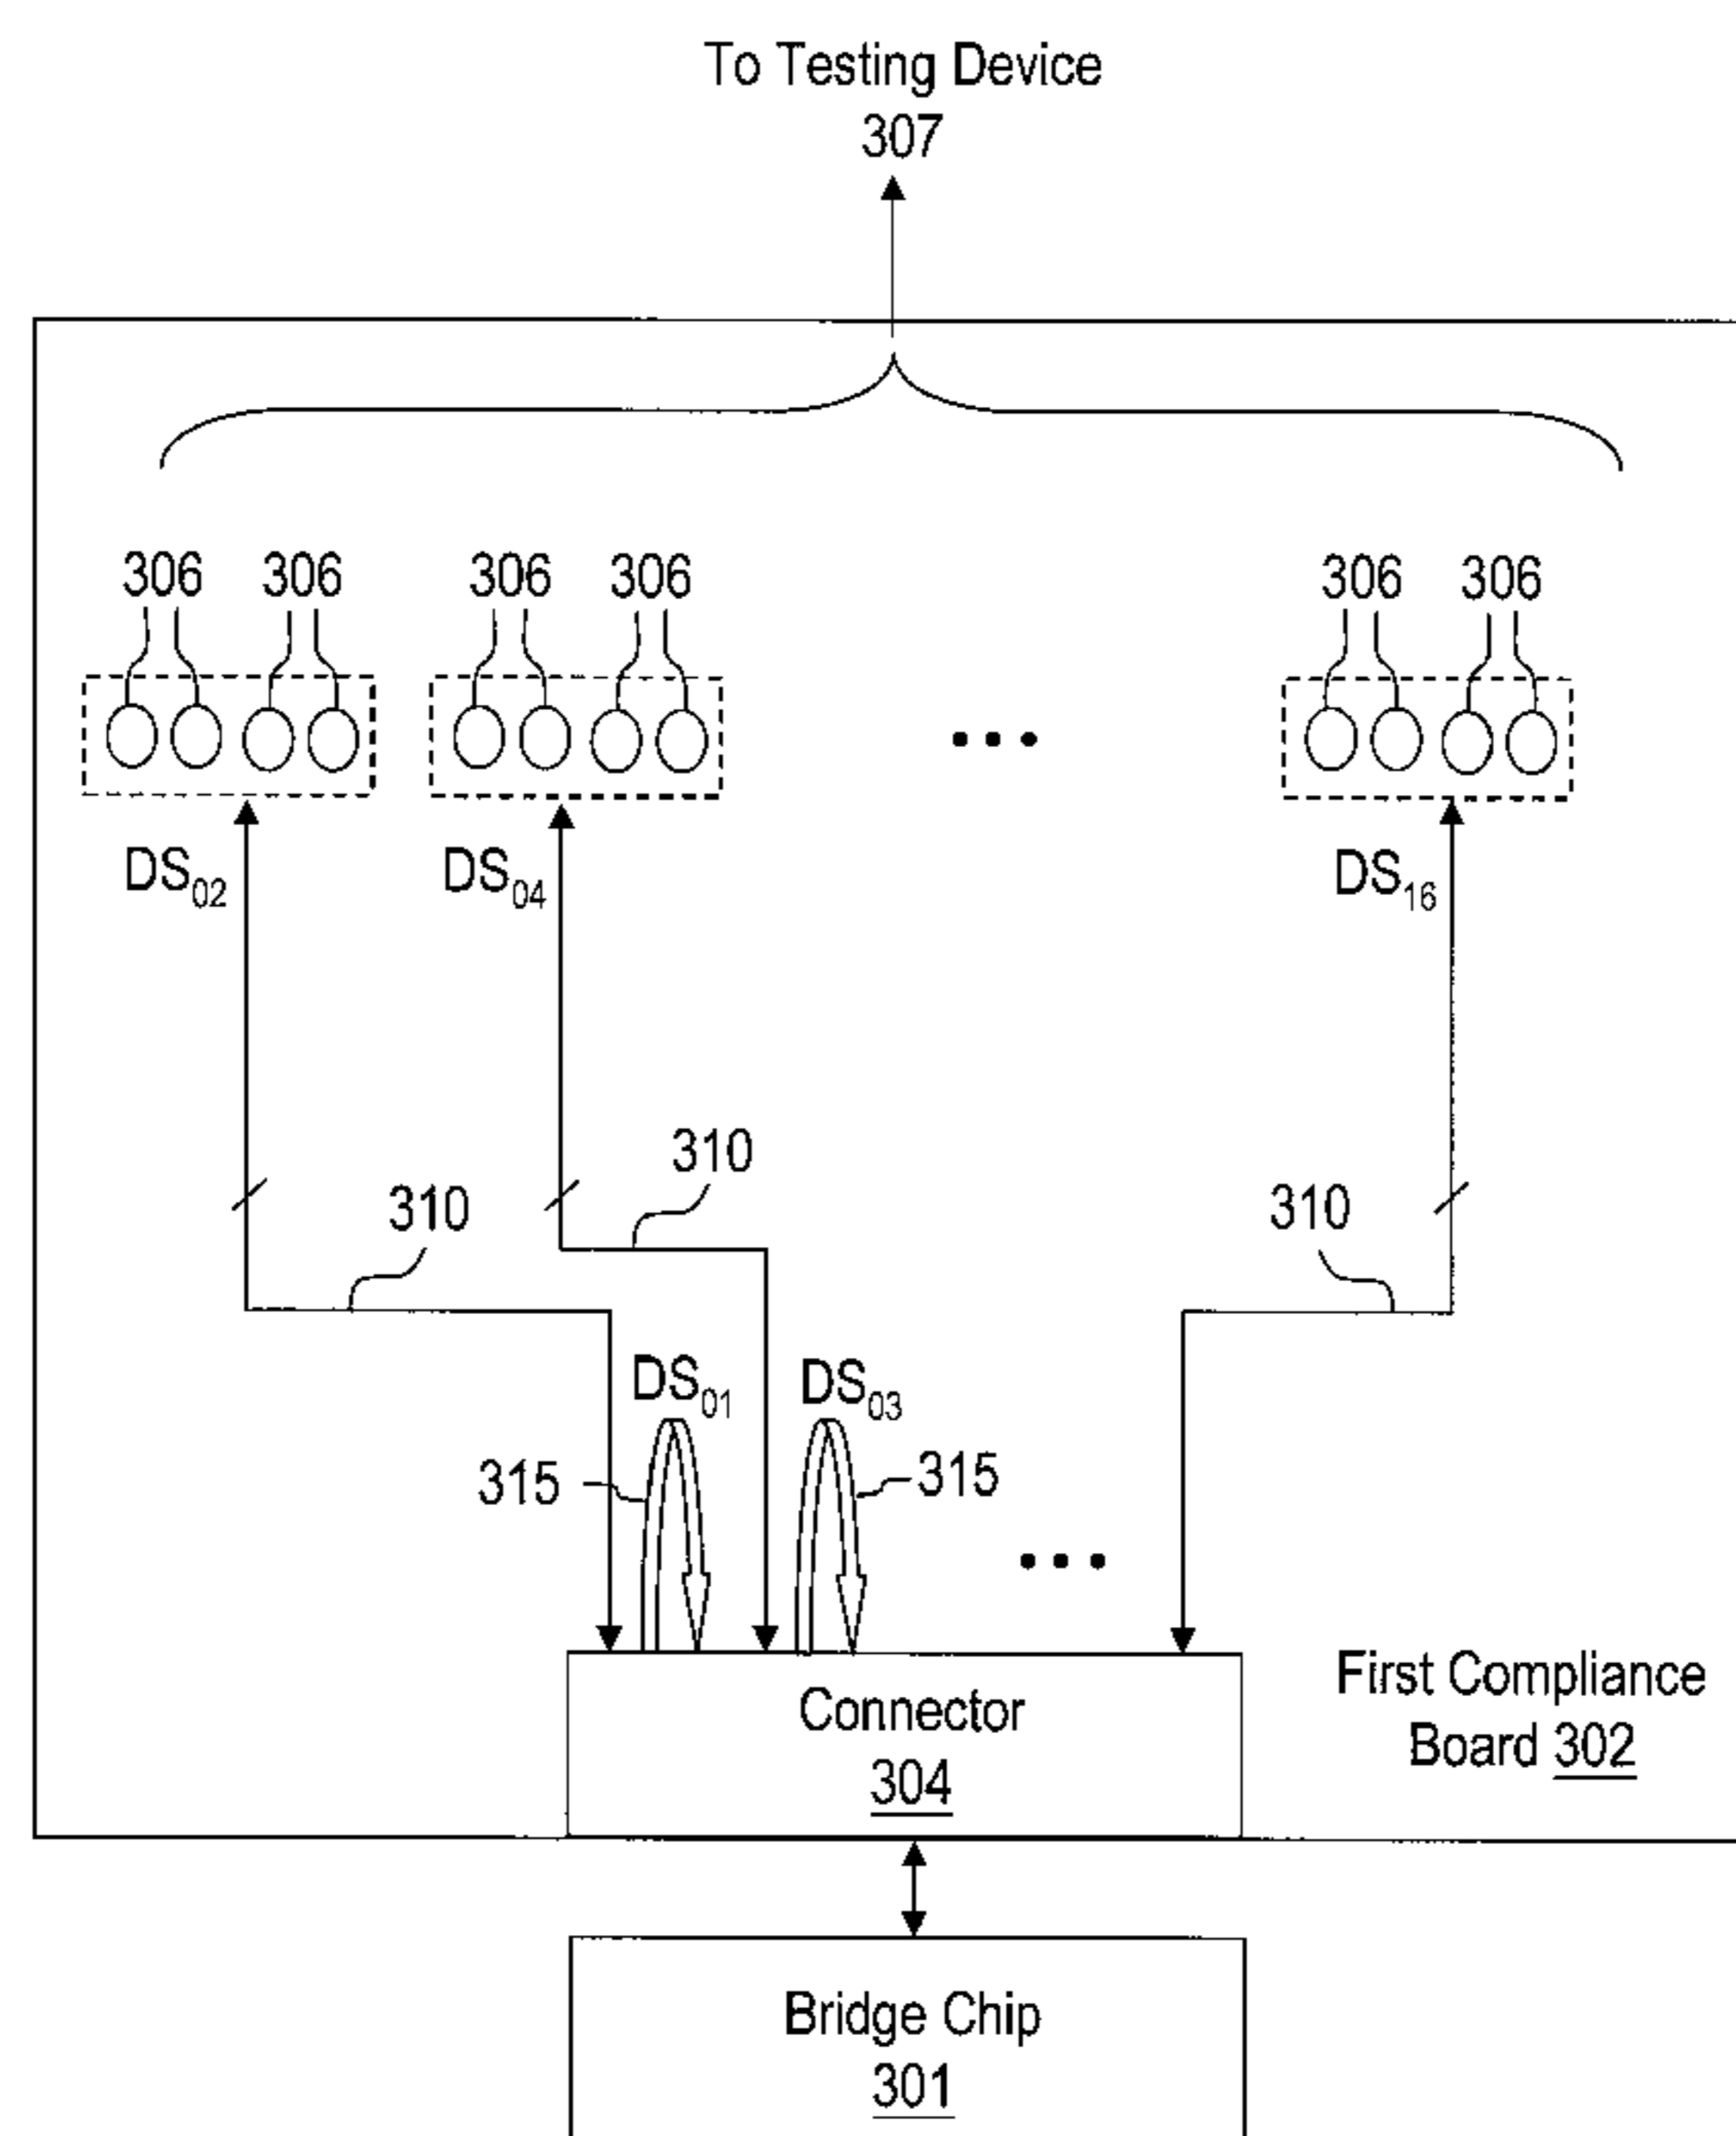 To Testing Device
307
306 306 306 306 306 306
DS02 DS04 DS16
310
310 310
DS01 DS03
315 315
Connector
304
First Compliance
Board 302
Bridge Chip
301